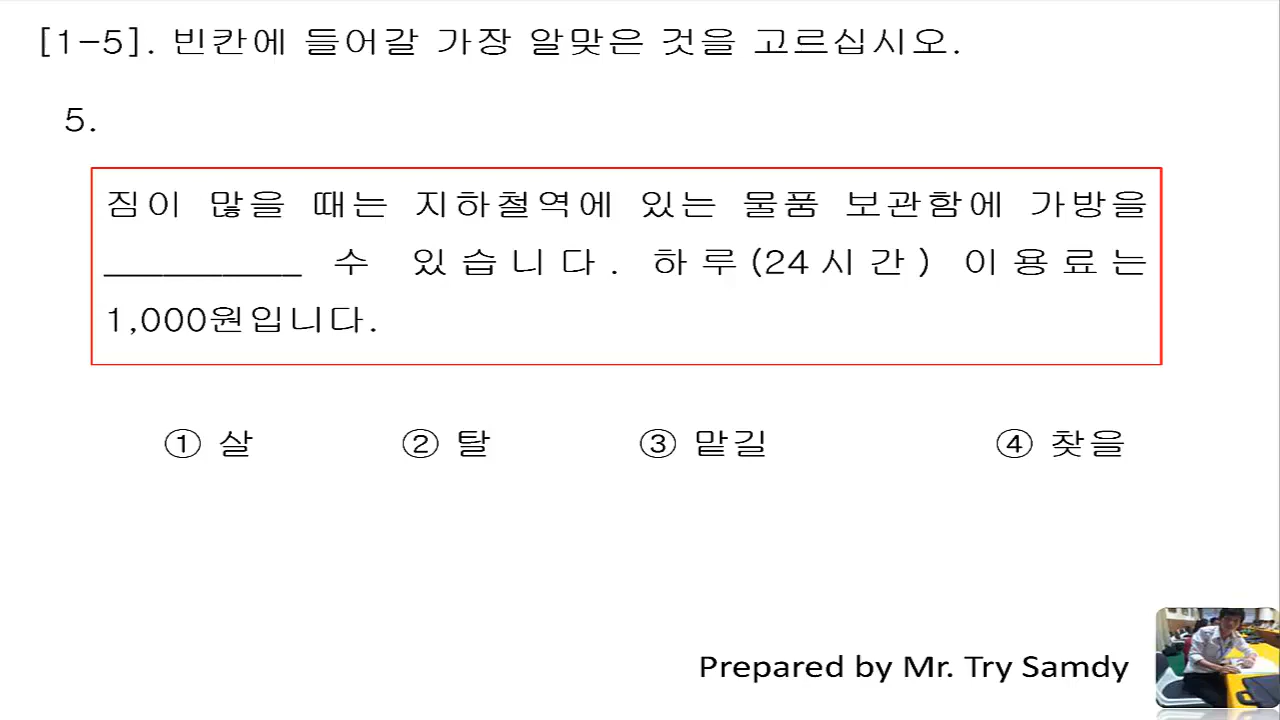 [1-5]. 빈칸에 들어갈 가장 알맞은 것을 고르십시오.
5.
짐이 많을 때는 지하철역에 있는 물품 보관함에 가방을
__________ 수 있습니다. 하루(24시간) 이용료는
1,000원입니다.
① 살 ② 탈 ③ 맡길 ④ 찾을
Prepared by Mr. Try Samdy